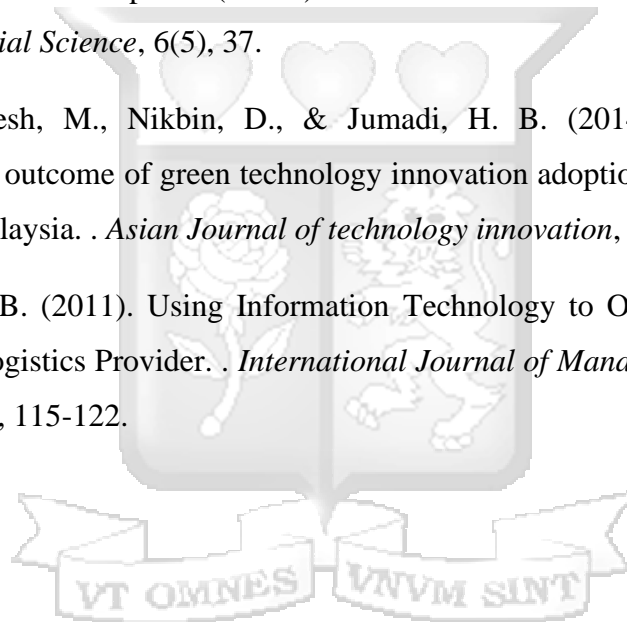 ial Science, 6(5), 37.
esh, M., Nikbin, D., & Jumadi, H. B. (201
outcome of green technology innovation adoptio
laysia. . Asian Journal of technology innovation,
B. (2011). Using Information Technology to O
ogistics Provider. . International Journal of Mana
, 115-122.
VT OMNES VNVM SINT